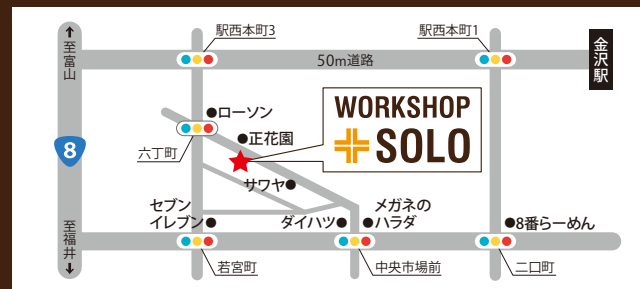 ↑至富山
8
至福井↓
駅西本町3
駅西本町1
金沢駅
50m道路
●ローソン
●正花園
六丁町
サワヤ●
WORKSHOP
SOLO
セブン
イレブン●
ダイハツ●
メガネの
●ハラダ
●8番らーめん
若宮町
中央市場前
二口町